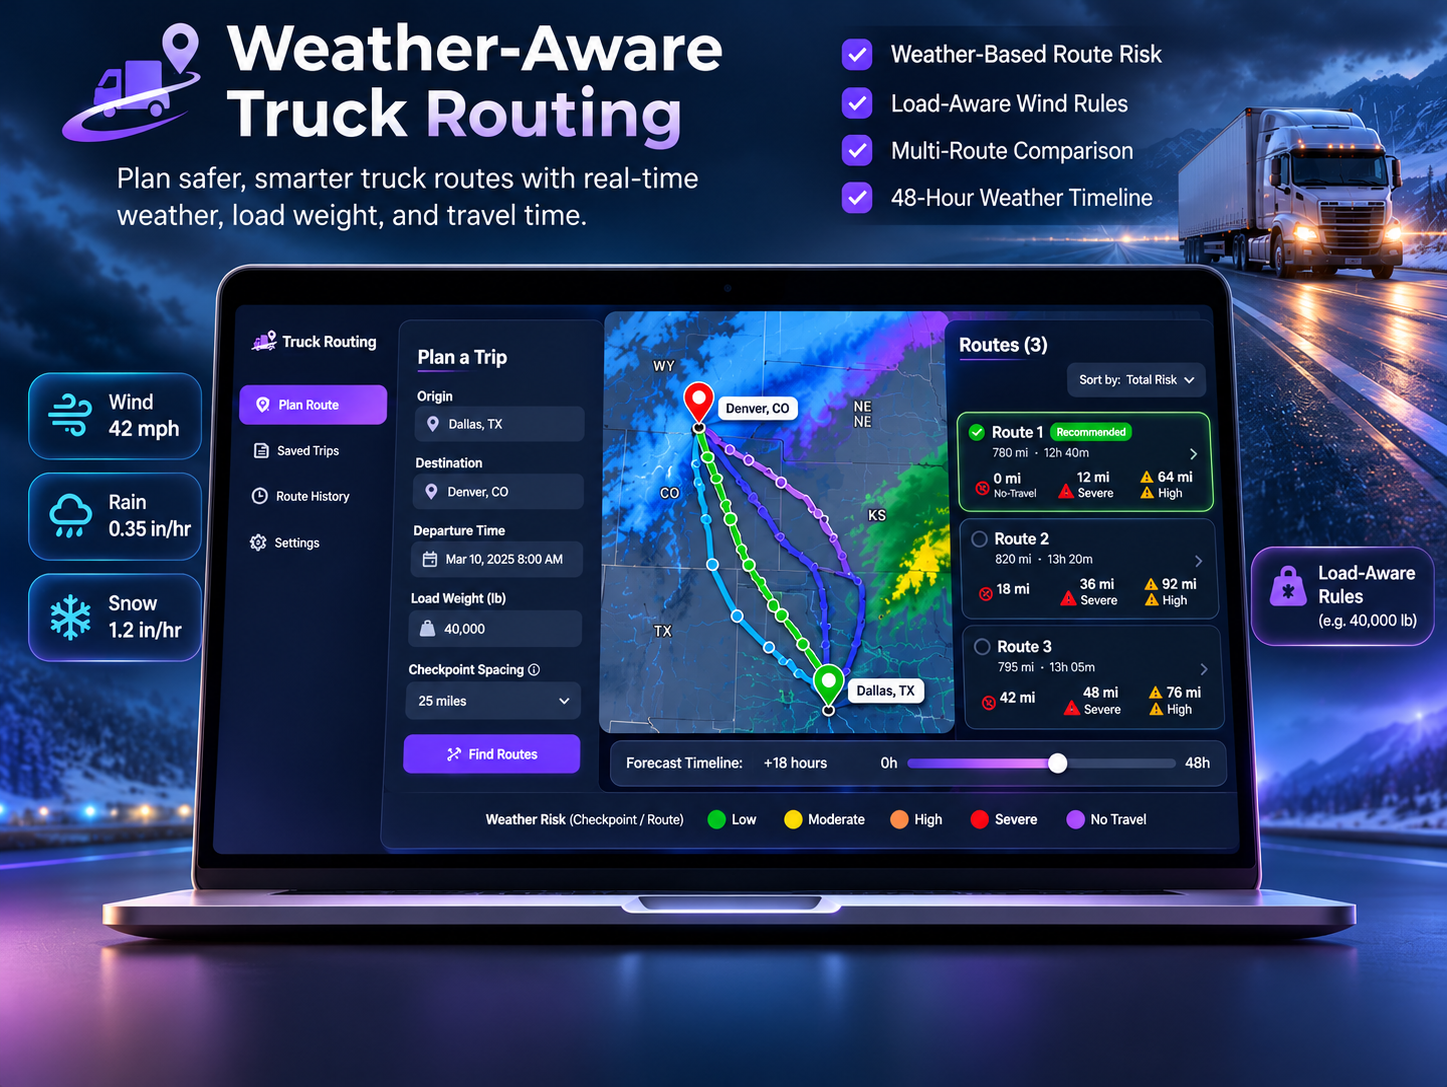 Weather-Aware
Truck Routing
Plan safer, smarter truck routes with real-time
weather, load weight, and travel time.
Weather-Based Route Risk
Load-Aware Wind Rules
Multi-Route Comparison
48-Hour Weather Timeline
Wind
42 mph
Rain
0.35 in/hr
Snow
1.2 in/hr
Truck Routing
Plan Route
Saved Trips
Route History
Settings
Plan a Trip
Origin
Dallas, TX
Destination
Denver, CO
Departure Time
Mar 10, 2025 8:00 AM
Load Weight (lb)
40,000
Checkpoint Spacing
25 miles
Find Routes
WY
Denver, CO
NE
NE
CO
KS
TX
Dallas, TX
Routes (3)
Sort by: Total Risk
Route 1 Recommended
780 mi · 12h 40m
0 mi 12 mi 64 mi
No-Travel Severe High
Route 2
820 mi · 13h 20m
18 mi 36 mi 92 mi
Severe High
Route 3
795 mi · 13h 05m
42 mi 48 mi 76 mi
Severe High
Forecast Timeline: +18 hours 0h 48h
Weather Risk (Checkpoint / Route) Low Moderate High Severe No Travel
Load-Aware
Rules
(e.g. 40,000 lb)